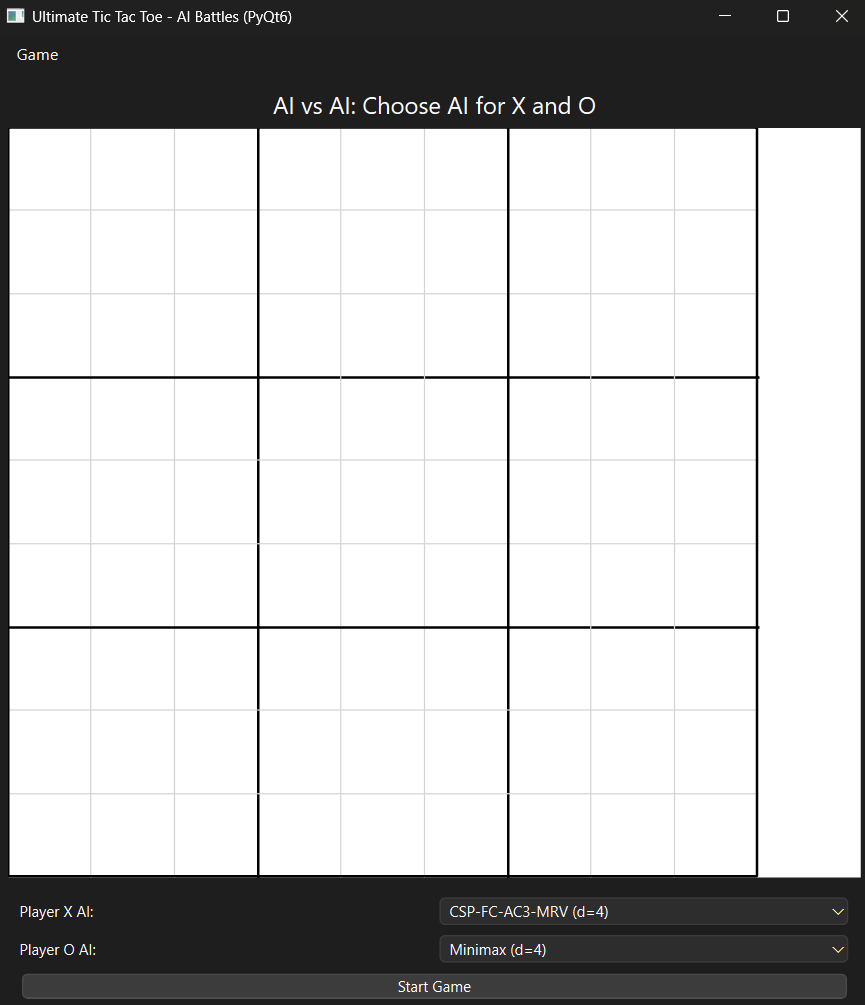 Ultimate Tic Tac Toe - AI Battles (PyQt6)
Game
AI vs AI: Choose AI for X and O
Player X AI: CSP-FC-AC3-MRV (d=4)
Player O AI: Minimax (d=4)
Start Game